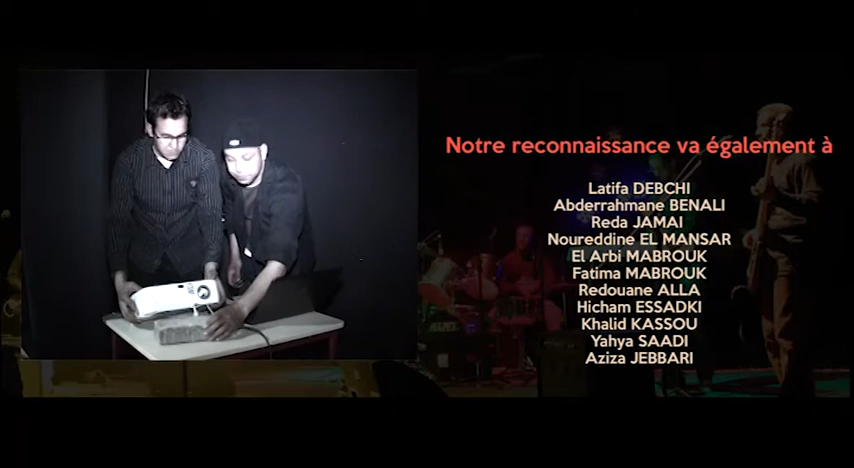 Notre reconnaissance va également à
Latifa DEBCHI
Abderrahmane BENALI
Reda JAMAI
Noureddine EL MANSAR
El Arbi MABROUK
Fatima MABROUK
Redouane ALLA
Hicham ESSADKI
Khalid KASSOU
Yahya SAADI
Aziza JEBBARI